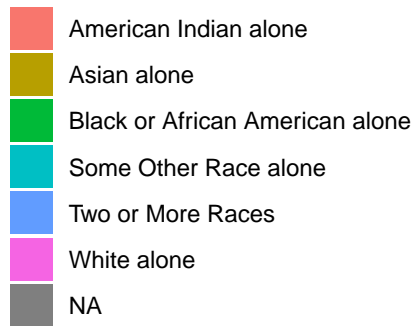 American Indian alone
Asian alone
Black or African American alone
Some Other Race alone
Two or More Races
White alone
NA